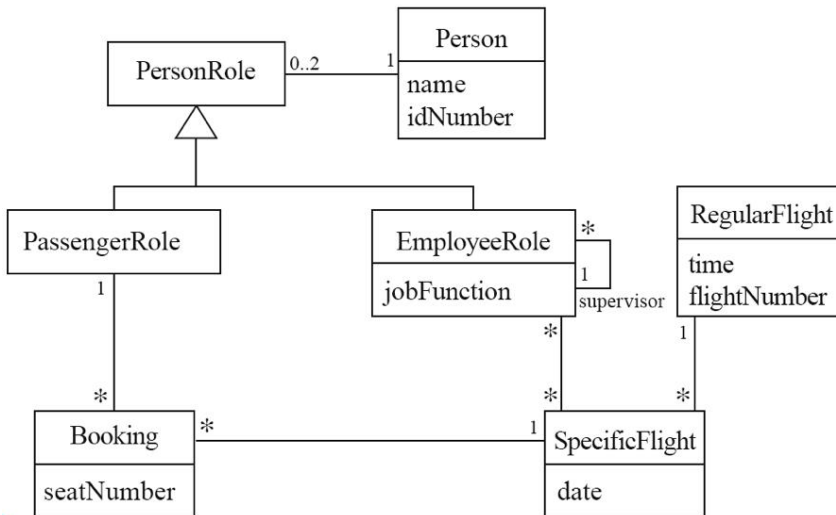 PersonRole
0..2
1
Person
name
idNumber
PassengerRole
1
*
EmployeeRole
jobFunction
*
1
supervisor
*
*
RegularFlight
time
flightNumber
1
*
Booking
seatNumber
*
1
SpecificFlight
date